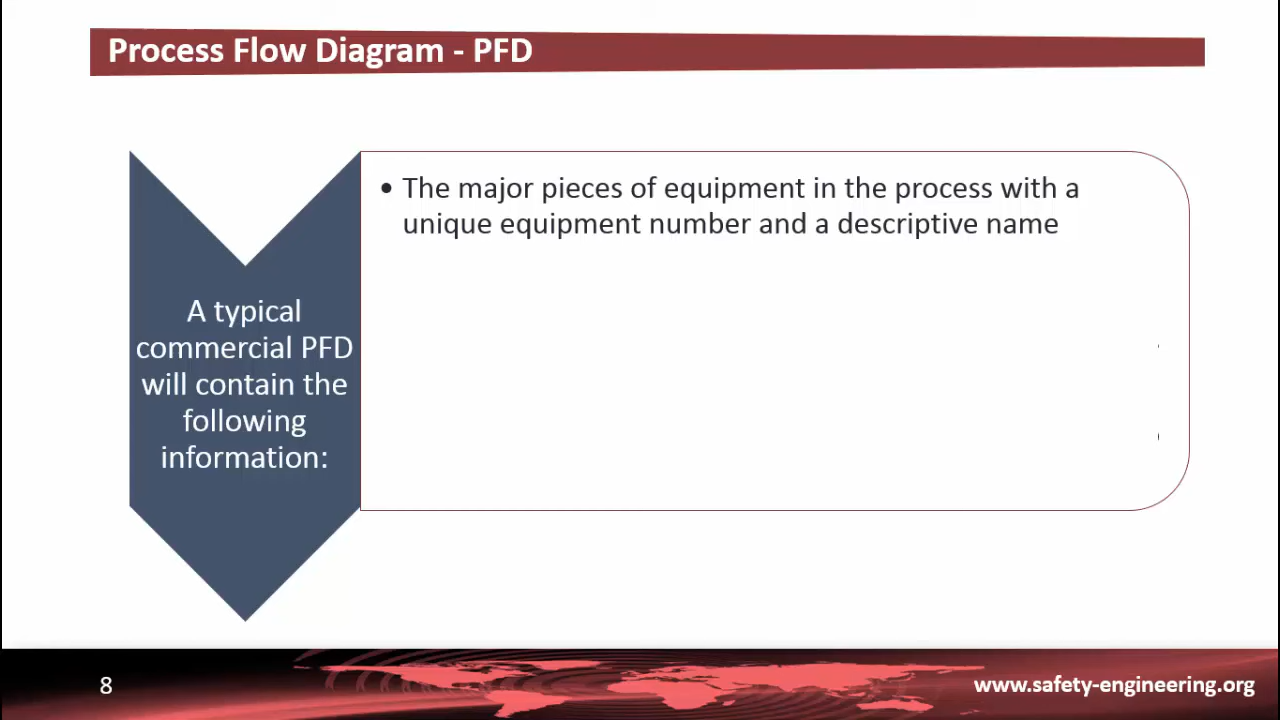 Process Flow Diagram - PFD
• The major pieces of equipment in the process with a
unique equipment number and a descriptive name
A typical
commercial PFD
will contain the
following
information:
8
www.safety-engineering.org